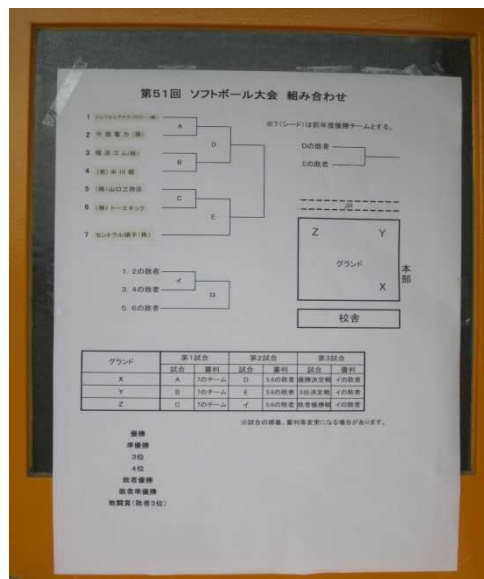 第51回 ソフトボール大会 組み合わせ
1
2 中部電力(株)
3 横浜ゴム(株)
4 (有)中川組
5 (株)山口工務店
6 (株)トーエネック
7 セントラル硝子(株)
A
B
C
D
E
※7(シード)は前年度優勝チームとする。
Dの敗者
Eの敗者
JR
Z Y
グランド
X
本部
校舎
1.2の敗者
3.4の敗者
5.6の敗者
イ
ロ
グランド 第1試合 第2試合 第3試合
試合 審判 試合 審判 試合 審判
X A 7のチーム D 5.6の敗者 優勝決定戦 イの敗者
Y B 7のチーム E 5.6の敗者 3位決定戦 イの敗者
Z C 7のチーム イ 5.6の敗者 敗者優勝戦 イの敗者
※試合の順番、審判等変更になる場合があります。
優勝
準優勝
3位
4位
敗者優勝
敗者準優勝
敢闘賞(敗者3位)